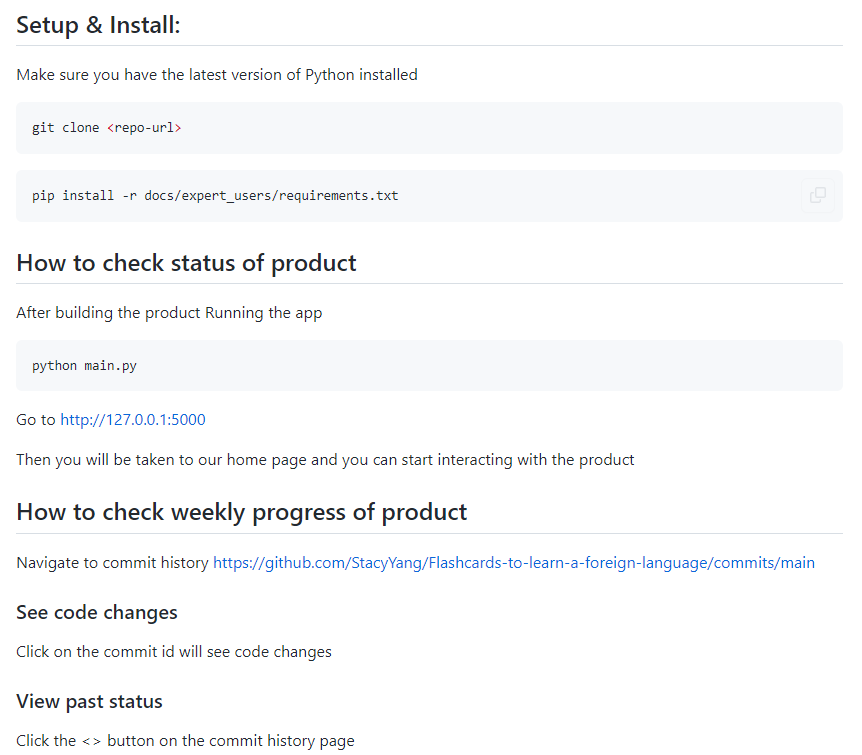 Setup & Install:
Make sure you have the latest version of Python installed
git clone <repo-url>
pip install -r docs/expert_users/requirements.txt
How to check status of product
After building the product Running the app
python main.py
Go to http://127.0.0.1:5000
Then you will be taken to our home page and you can start interacting with the product
How to check weekly progress of product
Navigate to commit history https://github.com/StacyYang/Flashcards-to-learn-a-foreign-language/commits/main
See code changes
Click on the commit id will see code changes
View past status
Click the <> button on the commit history page